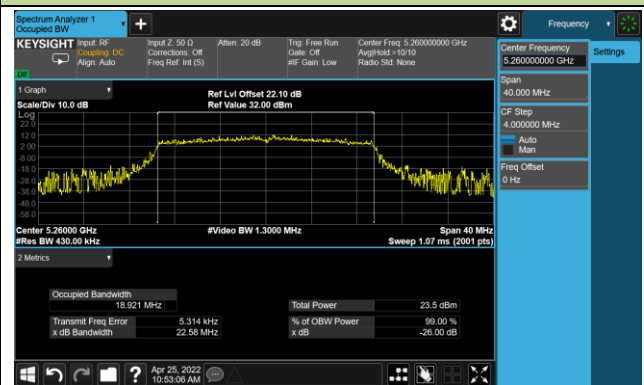 Spectrum Analyzer 1
Occupied BW
Frequency
KEYSIGHT
Input: RF
Coupling: DC
Align: Auto
Input Z: 50 Ω
Corrections: Off
Freq Ref: Int (S)
Atten: 20 dB
Trig: Free Run
Gate: Off
#IF Gain: Low
Center Freq: 5.260000000 GHz
Avg|Hold:>10/10
Radio Std: None
Center Frequency
5.260000000 GHz
Settings
Span
40.000 MHz
CF Step
4.000000 MHz
Auto
Man
Freq Offset
0 Hz
1 Graph
Scale/Div 10.0 dB
Ref Lvl Offset 22.10 dB
Ref Value 32.00 dBm
Log
22.0
12.0
2.00
-8.00
-18.0
-28.0
-38.0
-48.0
-58.0
Center 5.26000 GHz
#Video BW 1.3000 MHz
Span 40 MHz
#Res BW 430.00 kHz
Sweep 1.07 ms (2001 pts)
2 Metrics
Occupied Bandwidth
18.921 MHz
Total Power
23.5 dBm
Transmit Freq Error
5.314 kHz
% of OBW Power
99.00 %
x dB Bandwidth
22.58 MHz
x dB
-26.00 dB
Apr 25, 2022
10:53:06 AM